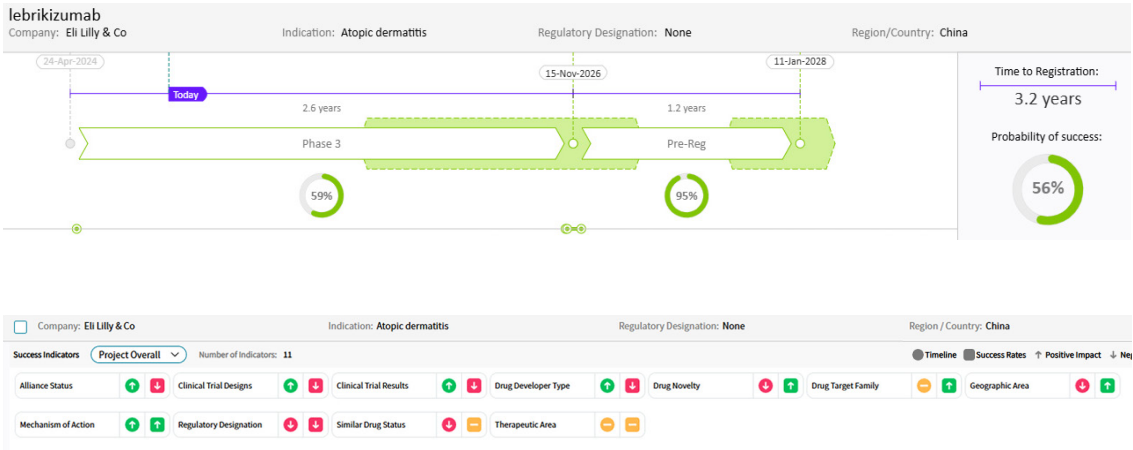 lebrikizumab
Company: Eli Lilly & Co Indication: Atopic dermatitis Regulatory Designation: None Region/Country: China
24-Apr-2024 15-Nov-2026 11-Jan-2028
Time to Registration:
Today
3.2 years
2.6 years 1.2 years
Probability of success:
Phase 3 Pre-Reg
59% 95% 56%
Company: Eli Lilly & Co Indication: Atopic dermatitis Regulatory Designation: None Region / Country: China
Success Indicators Project Overall Number of Indicators: 11 Timeline Success Rates Positive Impact Neg
Alliance Status Clinical Trial Designs Clinical Trial Results Drug Developer Type Drug Novelty Drug Target Family Geographic Area
Mechanism of Action Regulatory Designation Similar Drug Status Therapeutic Area